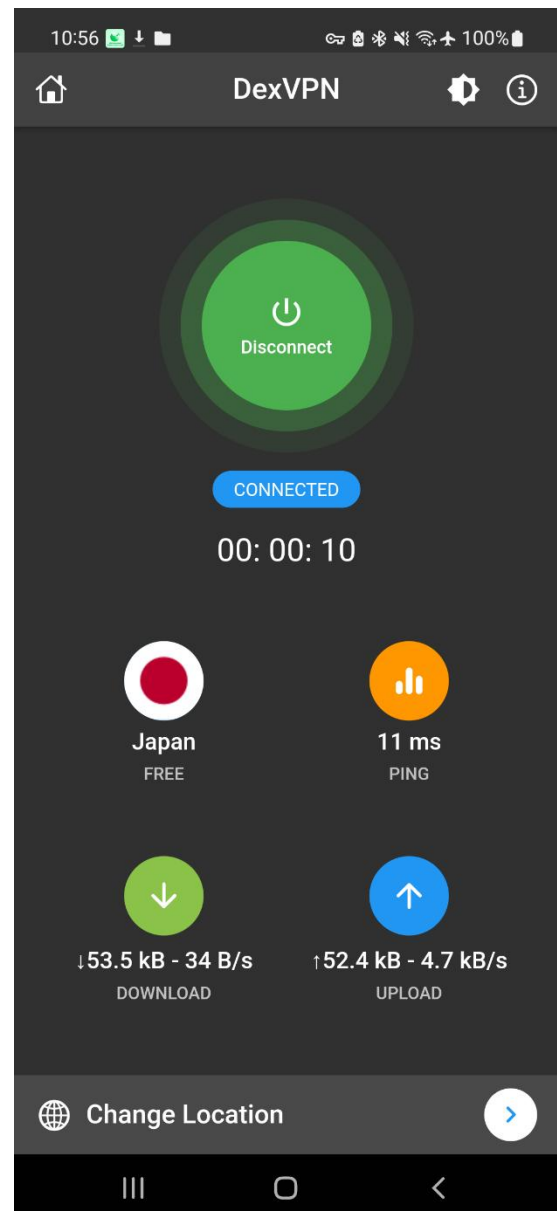 10:56
100%
DexVPN
Disconnect
CONNECTED
00: 00: 10
Japan
FREE
11 ms
PING
↓53.5 kB - 34 B/s
DOWNLOAD
↑52.4 kB - 4.7 kB/s
UPLOAD
Change Location